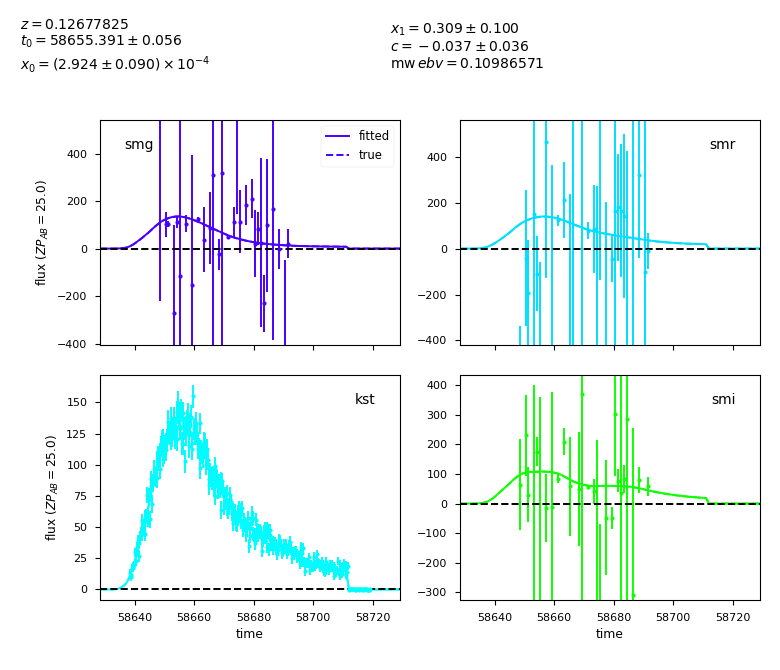 z = 0.12677825
t0 = 58655.391 ± 0.056
x0 = (2.924 ± 0.090) × 10^-4
x1 = 0.309 ± 0.100
c = −0.037 ± 0.036
mw ebv = 0.10986571
smg
fitted
true
400
200
0
−200
−400
flux (ZP_AB = 25.0)
smr
400
200
0
−200
−400
kst
150
125
100
75
50
25
0
flux (ZP_AB = 25.0)
58640 58660 58680 58700 58720
time
smi
400
300
200
100
0
−100
−200
−300
58640 58660 58680 58700 58720
time